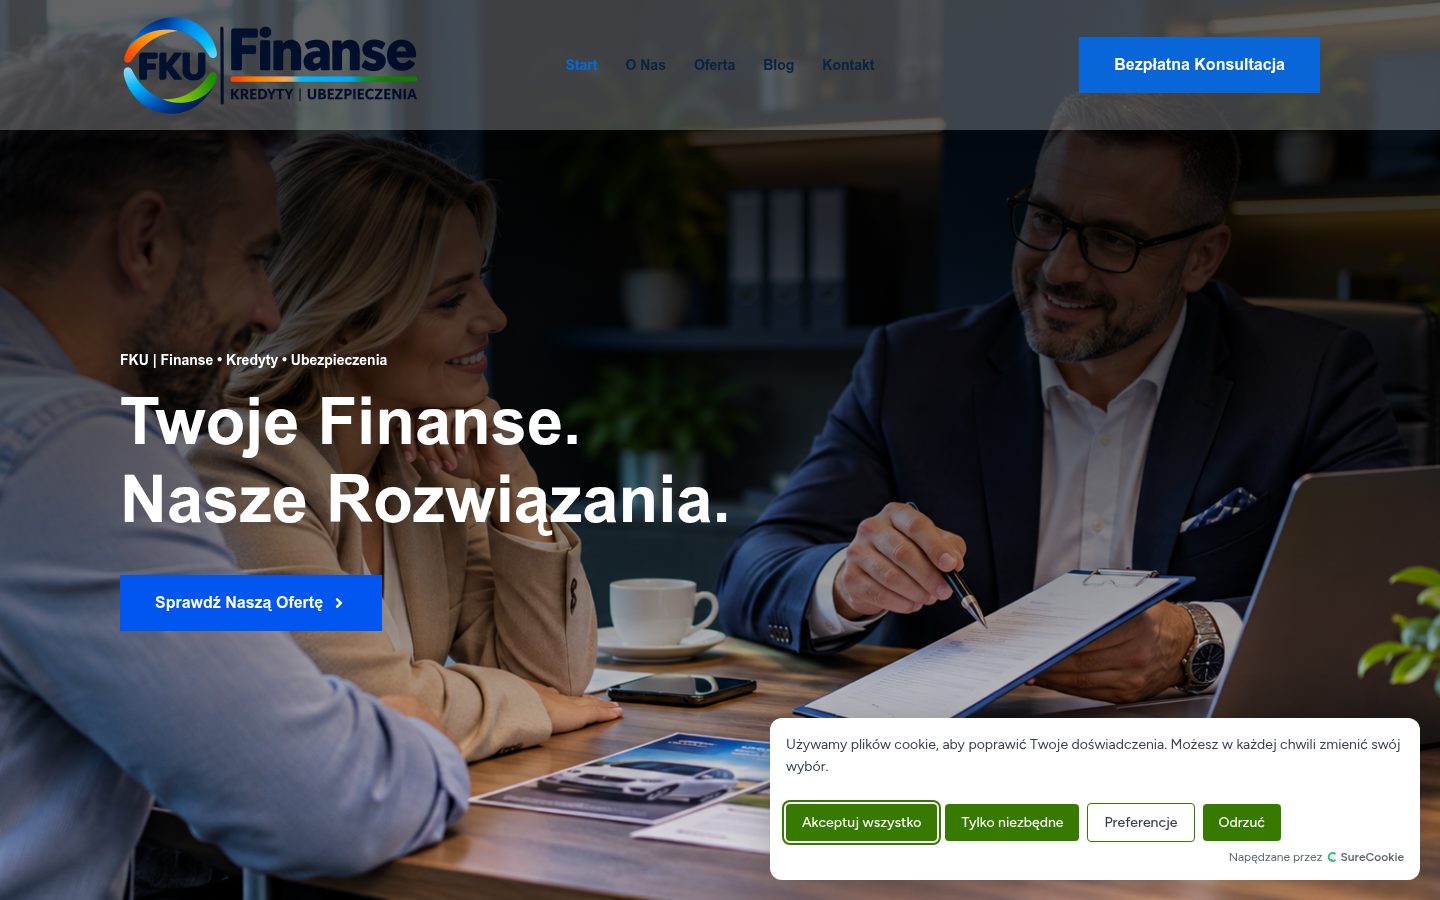 FKU
Finanse
KREDYTY | UBEZPIECZENIA
Start
O Nas
Oferta
Blog
Kontakt
Bezpłatna Konsultacja
FKU | Finanse • Kredyty • Ubezpieczenia
Twoje Finanse.
Nasze Rozwiązania.
Sprawdź Naszą Ofertę
Używamy plików cookie, aby poprawić Twoje doświadczenia. Możesz w każdej chwili zmienić swój
wybór.
Akceptuj wszystko
Tylko niezbędne
Preferencje
Odrzuć
Napędzane przez SureCookie